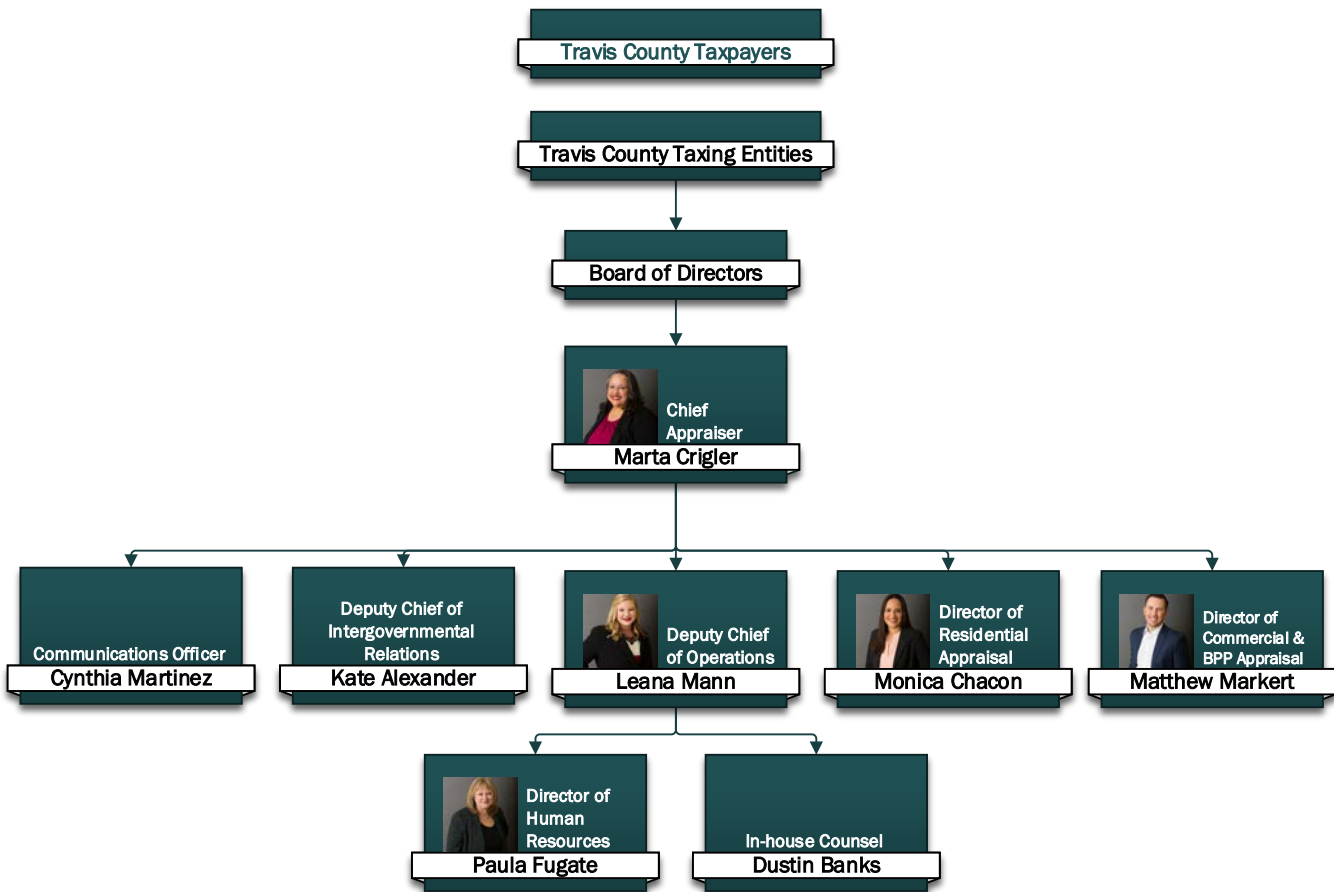 Travis County Taxpayers
Travis County Taxing Entities
Board of Directors
Chief
Appraiser
Marta Crigler
Communications Officer
Cynthia Martinez
Deputy Chief of
Intergovernmental
Relations
Kate Alexander
Deputy Chief
of Operations
Leana Mann
Director of
Residential
Appraisal
Monica Chacon
Director of
Commercial &
BPP Appraisal
Matthew Markert
Director of
Human
Resources
Paula Fugate
In-house Counsel
Dustin Banks